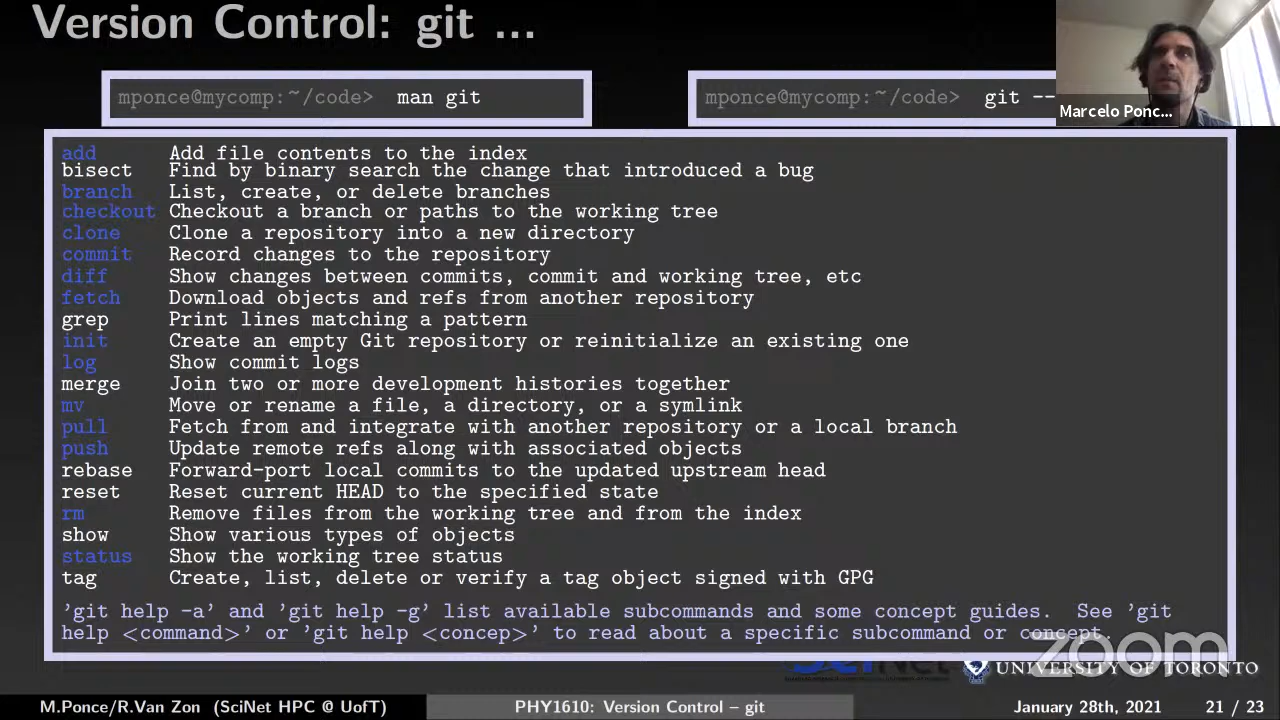 Version Control: git ...
mponce@mycomp:~/code> man git
mponce@mycomp:~/code> git --
Marcelo Ponc...
add Add file contents to the index
bisect Find by binary search the change that introduced a bug
branch List, create, or delete branches
checkout Checkout a branch or paths to the working tree
clone Clone a repository into a new directory
commit Record changes to the repository
diff Show changes between commits, commit and working tree, etc
fetch Download objects and refs from another repository
grep Print lines matching a pattern
init Create an empty Git repository or reinitialize an existing one
log Show commit logs
merge Join two or more development histories together
mv Move or rename a file, a directory, or a symlink
pull Fetch from and integrate with another repository or a local branch
push Update remote refs along with associated objects
rebase Forward-port local commits to the updated upstream head
reset Reset current HEAD to the specified state
rm Remove files from the working tree and from the index
show Show various types of objects
status Show the working tree status
tag Create, list, delete or verify a tag object signed with GPG
'git help -a' and 'git help -g' list available subcommands and some concept guides. See 'git
help <command>' or 'git help <concep>' to read about a specific subcommand or concept.
zoom
SciNet
UNIVERSITY OF TORONTO
M.Ponce/R.Van Zon (SciNet HPC @ UofT)
PHY1610: Version Control – git
January 28th, 2021
21 / 23